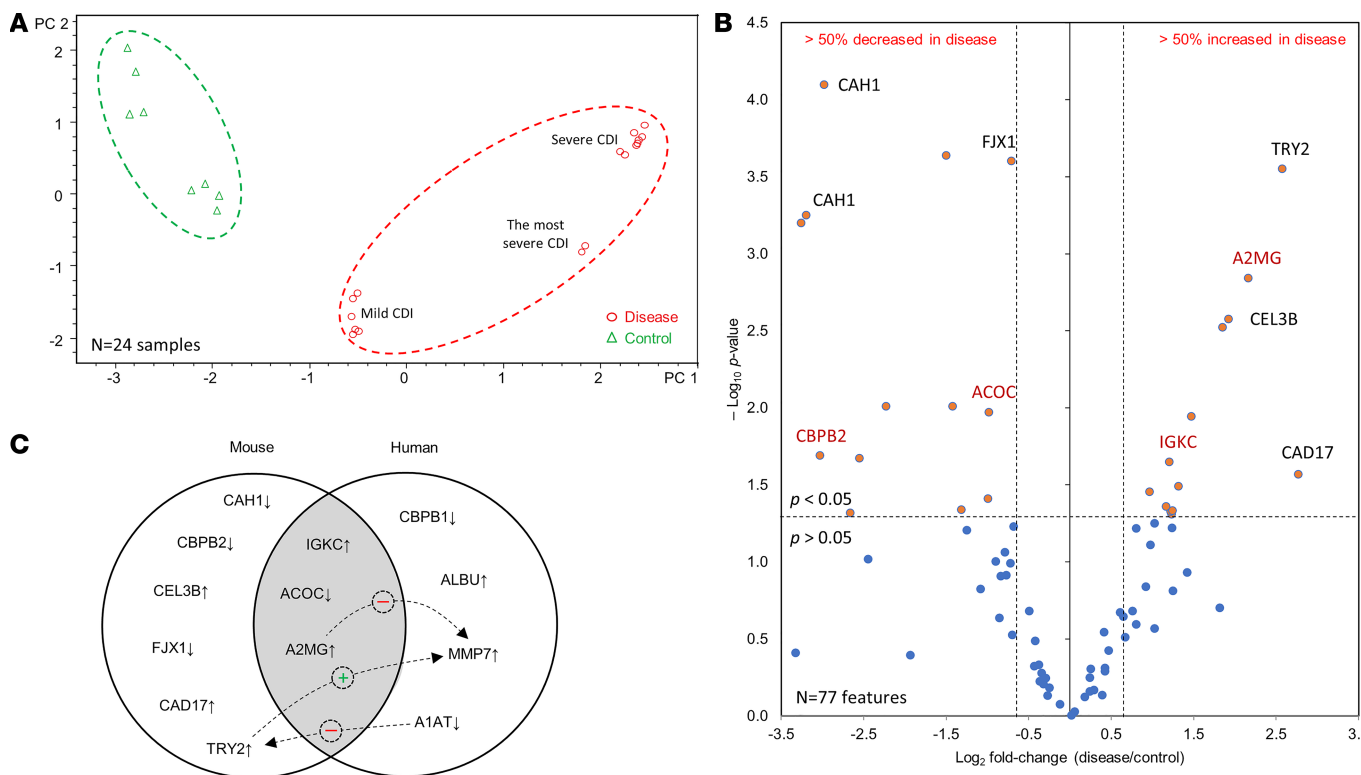 A
PC 2
2
1
0
-1
-2
-3
-2
-1
0
1
2
PC 1
Severe CDI
The most
severe CDI
Mild CDI
Disease
Control
N=24 samples
B
4.5
4.0
3.5
3.0
2.5
2.0
1.5
1.0
0.5
0.0
– Log10 p-value
> 50% decreased in disease
> 50% increased in disease
CAH1
FJX1
TRY2
CAH1
A2MG
CEL3B
ACOC
CBPB2
IGKC
CAD17
p < 0.05
p > 0.05
N=77 features
-3.5
-2.5
-1.5
-0.5
0.5
1.5
2.5
3.
Log2 fold-change (disease/control)
C
Mouse
Human
CAH1↓
CBPB2↓
CEL3B↑
FJX1↓
CAD17↑
TRY2↑
IGKC↑
ACOC↓
A2MG↑
−
+
−
CBPB1↓
ALBU↑
MMP7↑
A1AT↓